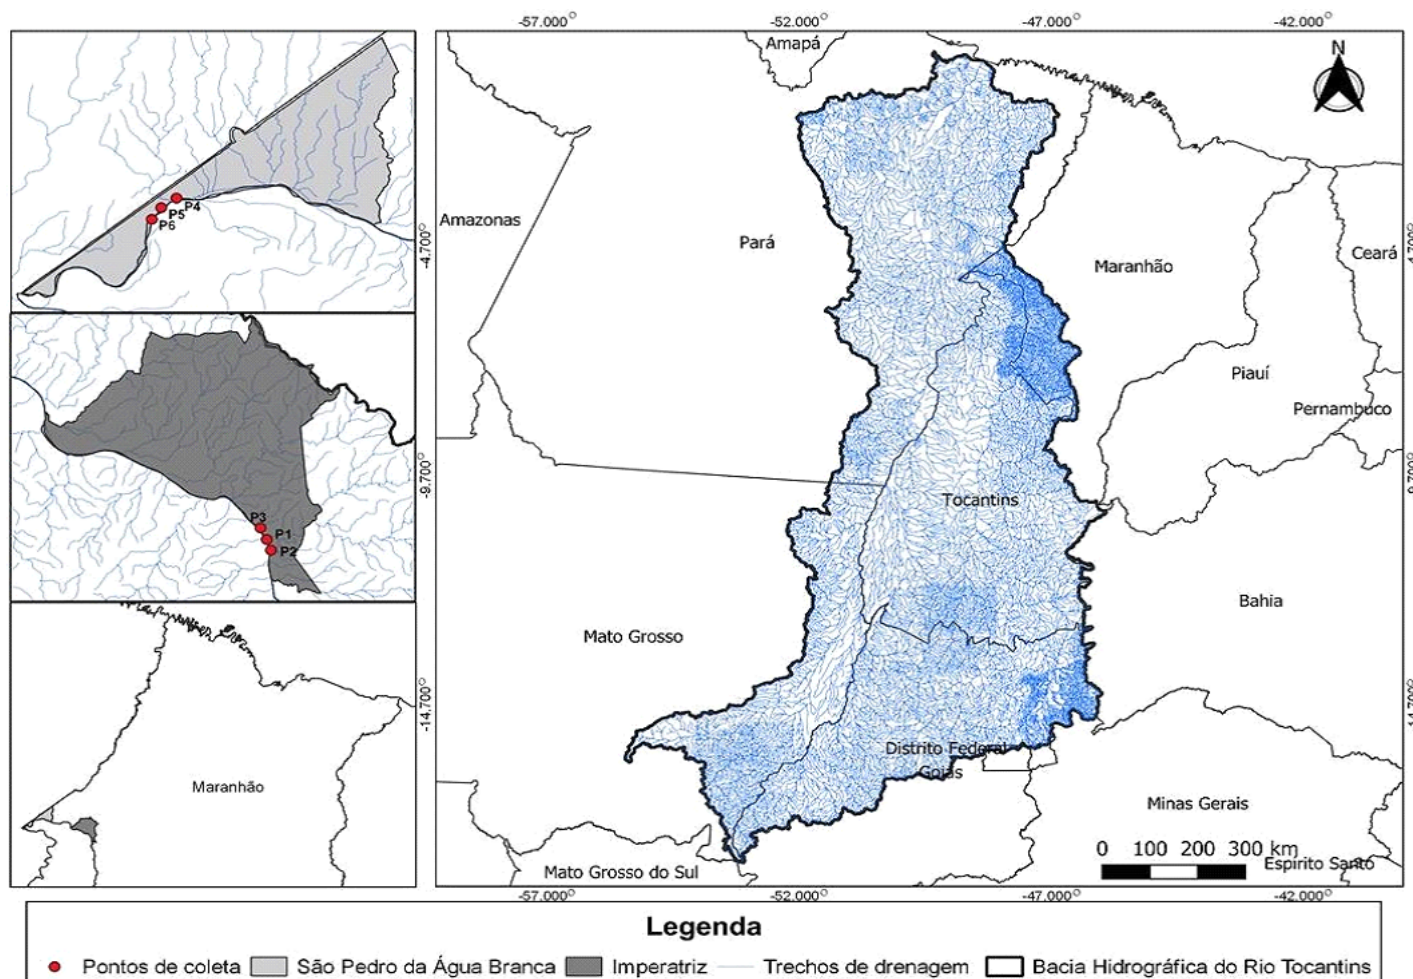 -57.000° -52.000° -47.000° -42.000°
Amapá
N
P4
P5
P6
Amazonas
Pará
Maranhão
Ceará
-4.700°
-4.700°
Piauí
Pernambuco
-9.700°
-9.700°
Tocantins
P3
P1
P2
Bahia
Mato Grosso
-14.700°
-14.700°
Maranhão
Distrito Federal
Goiás
Minas Gerais
0 100 200 300 km
Espirito Santo
Mato Grosso do Sul
-57.000° -52.000° -47.000° -42.000°
Legenda
Pontos de coleta São Pedro da Água Branca Imperatriz Trechos de drenagem Bacia Hidrográfica do Rio Tocantins